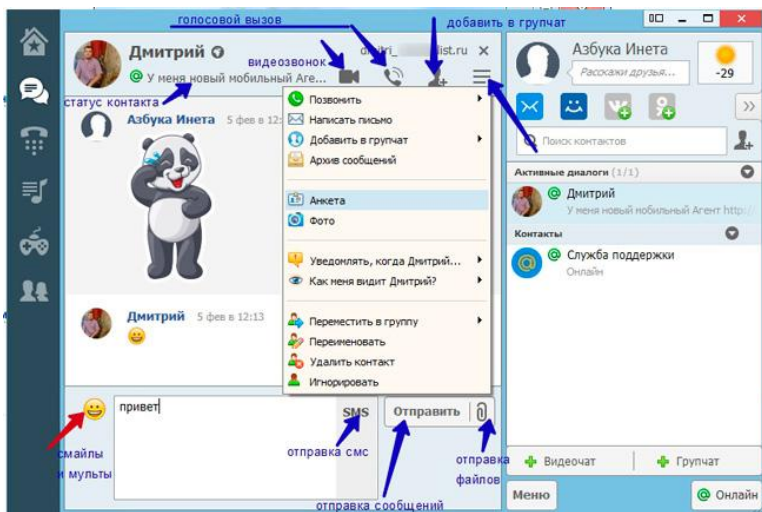 голосовой вызов
добавить в групчат
Дмитрий
list.ru
видеозвонок
@ У меня новый мобильный Аге...
статус контакта
Азбука Инета 5 фев в 12:
Позвонить
Написать письмо
Добавить в групчат
Архив сообщений
Анкета
Фото
Уведомлять, когда Дмитрий...
Как меня видит Дмитрий?
Переместить в группу
Переименовать
Удалить контакт
Игнорировать
Дмитрий 5 фев в 12:13
привет
SMS
Отправить
смайлы
и мульты
отправка смс
отправка
файлов
отправка сообщений
Азбука Инета
Расскажи друзья...
-29
Поиск контактов
Активные диалоги (1/1)
@ Дмитрий
У меня новый мобильный Агент http://
Контакты
@ Служба поддержки
Онлайн
Видеочат
Групчат
Меню
@ Онлайн